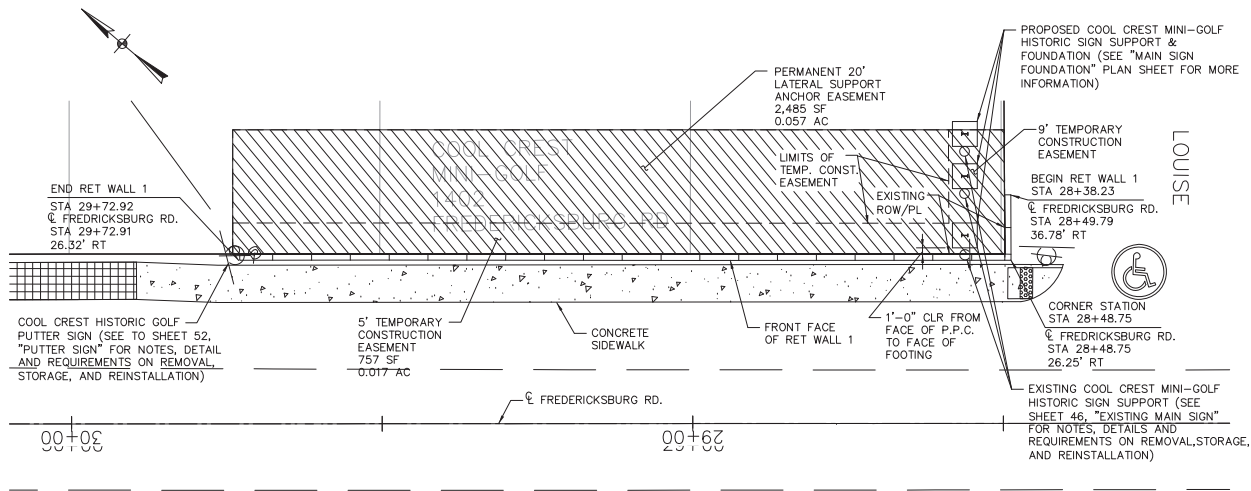 PROPOSED COOL CREST MINI-GOLF
HISTORIC SIGN SUPPORT &
FOUNDATION (SEE "MAIN SIGN
FOUNDATION" PLAN SHEET FOR MORE
INFORMATION)
PERMANENT 20'
LATERAL SUPPORT
ANCHOR EASEMENT
2,485 SF
0.057 AC
9' TEMPORARY
CONSTRUCTION
EASEMENT
LOUISE
COOL CREST
MINI-GOLF
1402
FREDERICKSBURG RD
LIMITS OF
TEMP. CONST.
EASEMENT
EXISTING
ROW/PL
END RET WALL 1
STA 29+72.92
℄ FREDRICKSBURG RD.
STA 29+72.91
26.32' RT
BEGIN RET WALL 1
STA 28+38.23
℄ FREDRICKSBURG RD.
STA 28+49.79
36.78' RT
COOL CREST HISTORIC GOLF
PUTTER SIGN (SEE TO SHEET 52,
"PUTTER SIGN" FOR NOTES, DETAIL
AND REQUIREMENTS ON REMOVAL,
STORAGE, AND REINSTALLATION)
5' TEMPORARY
CONSTRUCTION
EASEMENT
757 SF
0.017 AC
CONCRETE
SIDEWALK
FRONT FACE
OF RET WALL 1
1'-0" CLR FROM
FACE OF P.P.C.
TO FACE OF
FOOTING
CORNER STATION
STA 28+48.75
℄ FREDRICKSBURG RD.
STA 28+48.75
26.25' RT
℄ FREDERICKSBURG RD.
EXISTING COOL CREST MINI-GOLF
HISTORIC SIGN SUPPORT (SEE
SHEET 46, "EXISTING MAIN SIGN"
FOR NOTES, DETAILS AND
REQUIREMENTS ON REMOVAL,STORAGE,
AND REINSTALLATION)